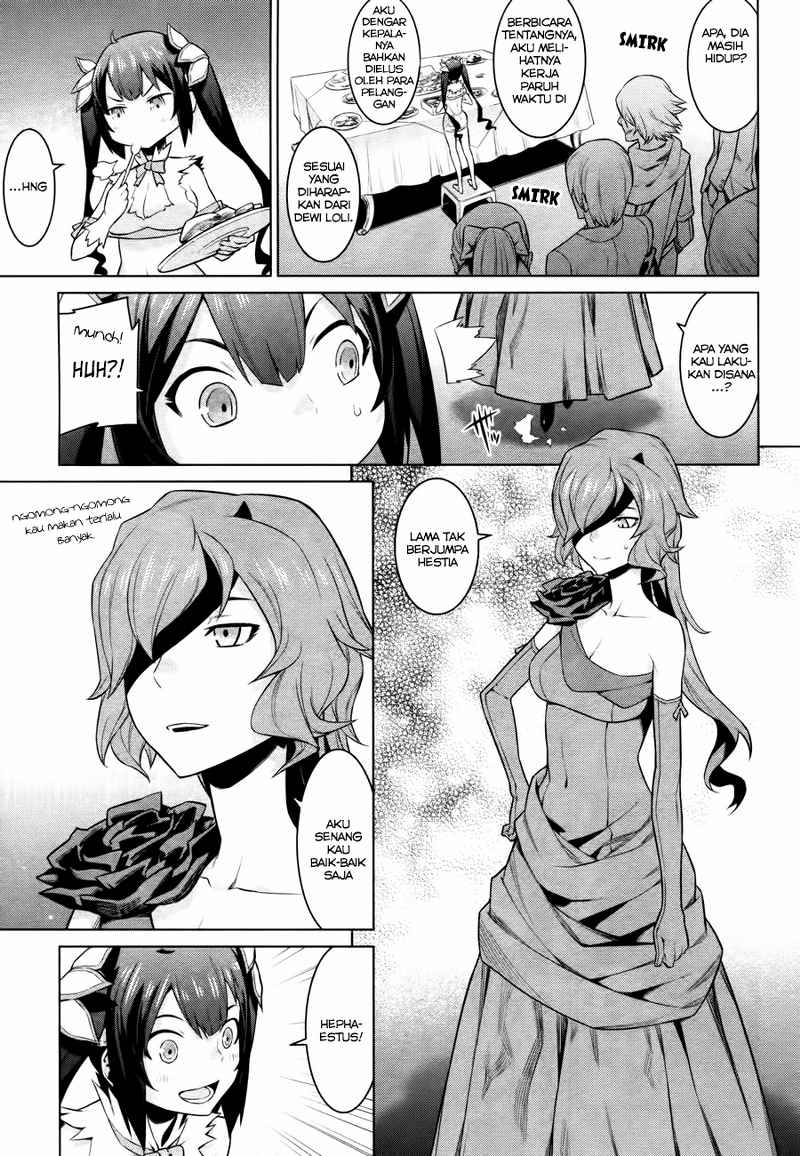 APA, DIA
MASIH
HIDUP?
SMIRK
BERBICARA
TENTANGNYA,
AKU MELI-
HATNYA
KERJA
PARUH
WAKTU DI
AKU
DENGAR
KEPALA-
NYA
BAHKAN
DIELUS
OLEH PARA
PELANG-
GAN
SMIRK
SESUAI
YANG
DIHARAP-
KAN DARI
DEWI LOLI.
...HNG
APA YANG
KAU LAKU-
KAN DISANA
...?
munch!
HUH?!
LAMA TAK
BERJUMPA
HESTIA
ngomong-ngomong
kau makan terlalu
banyak.
AKU
SENANG
KAU
BAIK-BAIK
SAJA
HEPHA-
ESTUS!